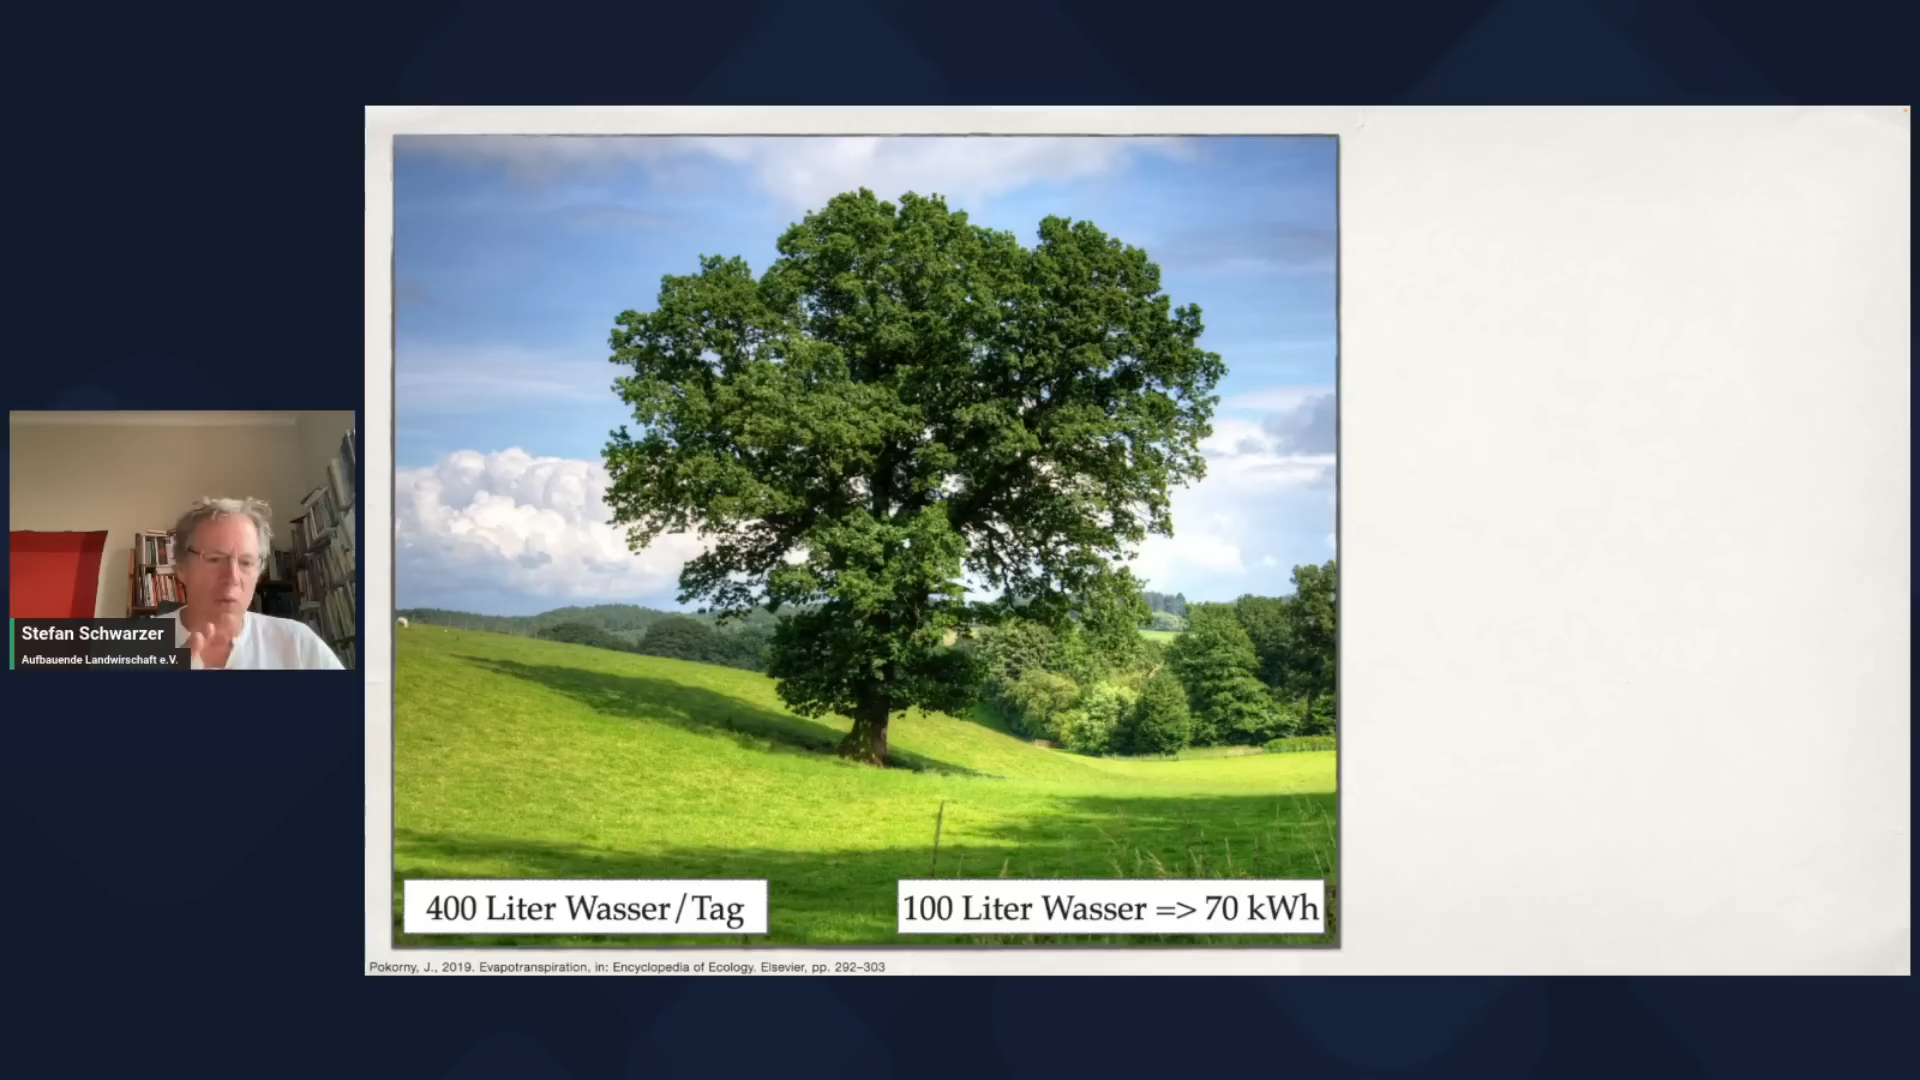 Stefan Schwarzer
Aufbauende Landwirschaft e.V.
400 Liter Wasser/Tag
100 Liter Wasser => 70 kWh
Pokorny, J., 2019. Evapotranspiration, in: Encyclopedia of Ecology. Elsevier, pp. 292–303